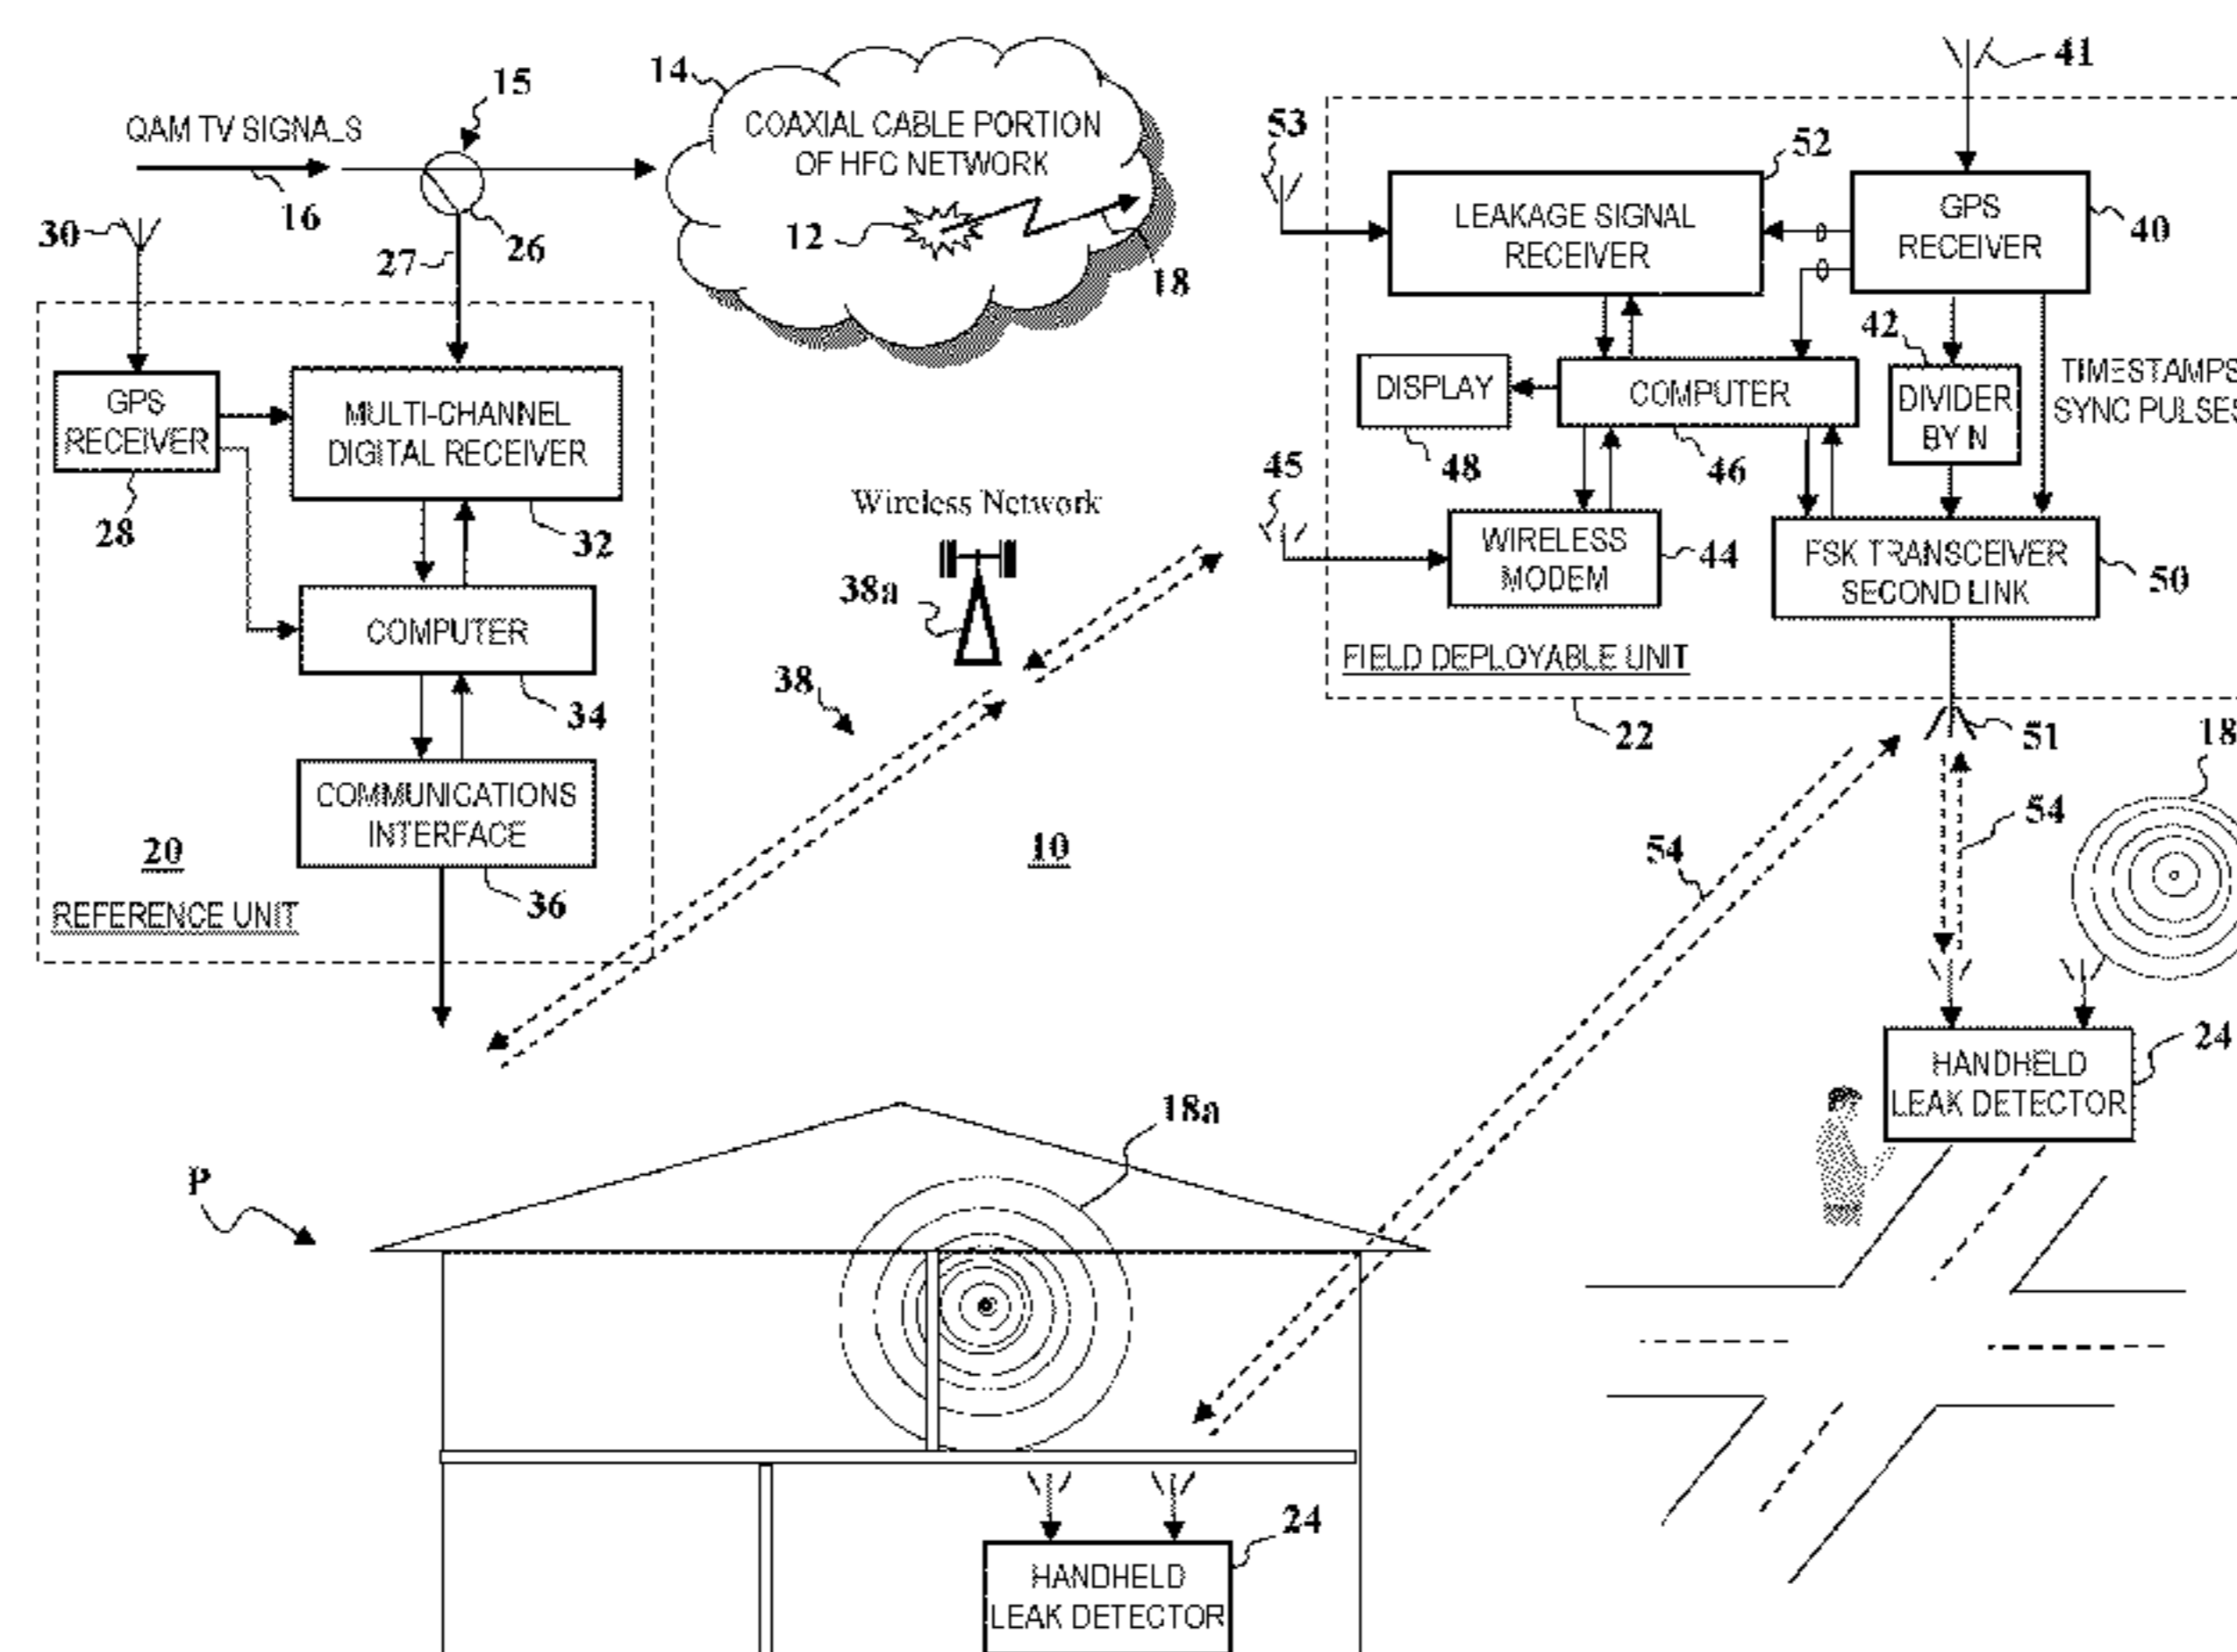 QAM TV SIGNA_S
16
15
26
27
30
14
COAXIAL CABLE PORTION
OF HFC NETWORK
12
18
GPS
RECEIVER
28
MULTI-CHANNEL
DIGITAL RECEIVER
32
COMPUTER
34
COMMUNICATIONS
INTERFACE
36
20
REFERENCE UNIT
Wireless Network
38a
38
10
53
41
52
LEAKAGE SIGNAL
RECEIVER
GPS
RECEIVER
40
42
DISPLAY
48
COMPUTER
46
DIVIDER
BY N
TIMESTAMPS
SYNC PULSES
45
WIRELESS
MODEM
44
FSK TRANSCEIVER
SECOND LINK
50
FIELD DEPLOYABLE UNIT
22
51
18
54
54
HANDHELD
LEAK DETECTOR
24
P
18a
HANDHELD
LEAK DETECTOR
24